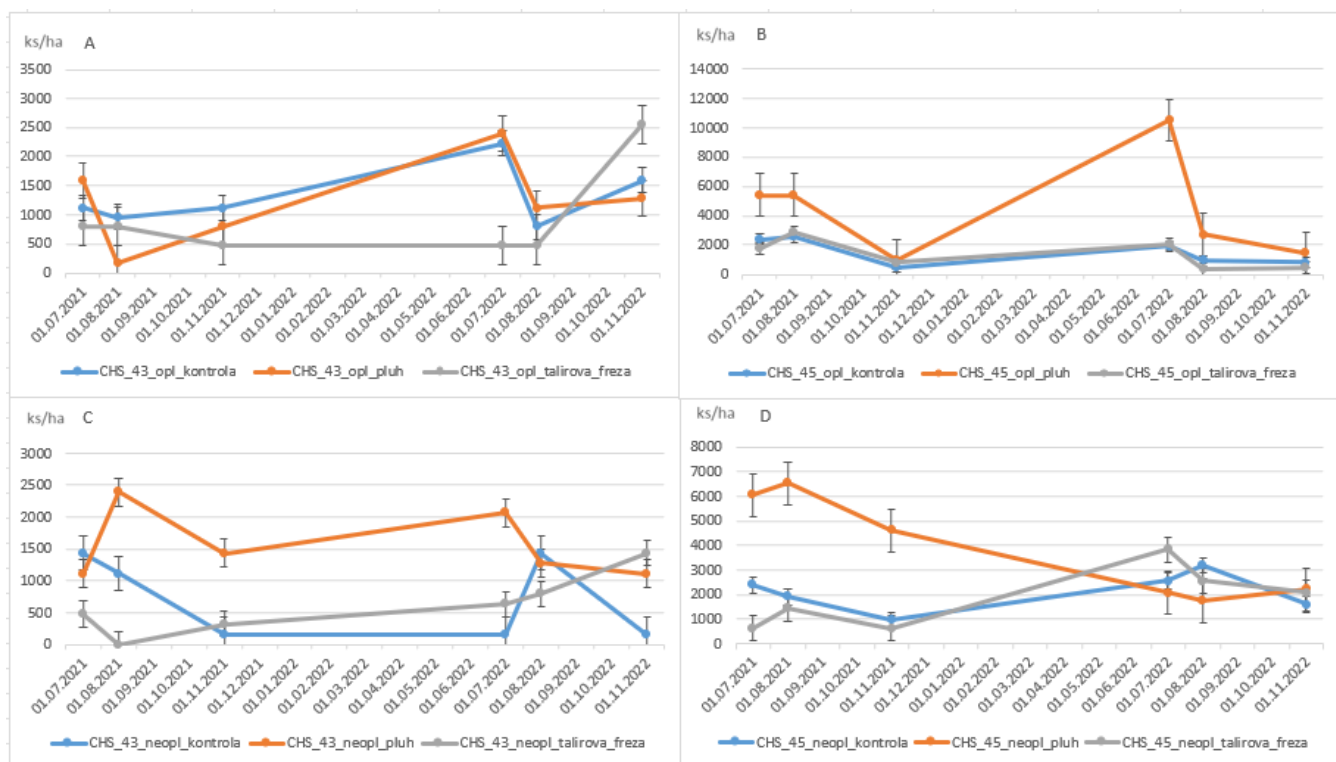 ks/ha A
3500
3000
2500
2000
1500
1000
500
0
01.07.2021 01.08.2021 01.09.2021 01.10.2021 01.11.2021 01.12.2021 01.01.2022 01.02.2022 01.03.2022 01.04.2022 01.05.2022 01.06.2022 01.07.2022 01.08.2022 01.09.2022 01.10.2022 01.11.2022
CHS_43_opl_kontrola CHS_43_opl_pluh CHS_43_opl_talirova_freza
ks/ha B
14000
12000
10000
8000
6000
4000
2000
0
01.07.2021 01.08.2021 01.09.2021 01.10.2021 01.11.2021 01.12.2021 01.01.2022 01.02.2022 01.03.2022 01.04.2022 01.05.2022 01.06.2022 01.07.2022 01.08.2022 01.09.2022 01.10.2022 01.11.2022
CHS_45_opl_kontrola CHS_45_opl_pluh CHS_45_opl_talirova_freza
ks/ha C
3000
2500
2000
1500
1000
500
0
01.07.2021 01.08.2021 01.09.2021 01.10.2021 01.11.2021 01.12.2021 01.01.2022 01.02.2022 01.03.2022 01.04.2022 01.05.2022 01.06.2022 01.07.2022 01.08.2022 01.09.2022 01.10.2022 01.11.2022
CHS_43_neopl_kontrola CHS_43_neopl_pluh CHS_43_neopl_talirova_freza
ks/ha D
8000
7000
6000
5000
4000
3000
2000
1000
0
01.07.2021 01.08.2021 01.09.2021 01.10.2021 01.11.2021 01.12.2021 01.01.2022 01.02.2022 01.03.2022 01.04.2022 01.05.2022 01.06.2022 01.07.2022 01.08.2022 01.09.2022 01.10.2022 01.11.2022
CHS_45_neopl_kontrola CHS_45_neopl_pluh CHS_45_neopl_talirova_freza